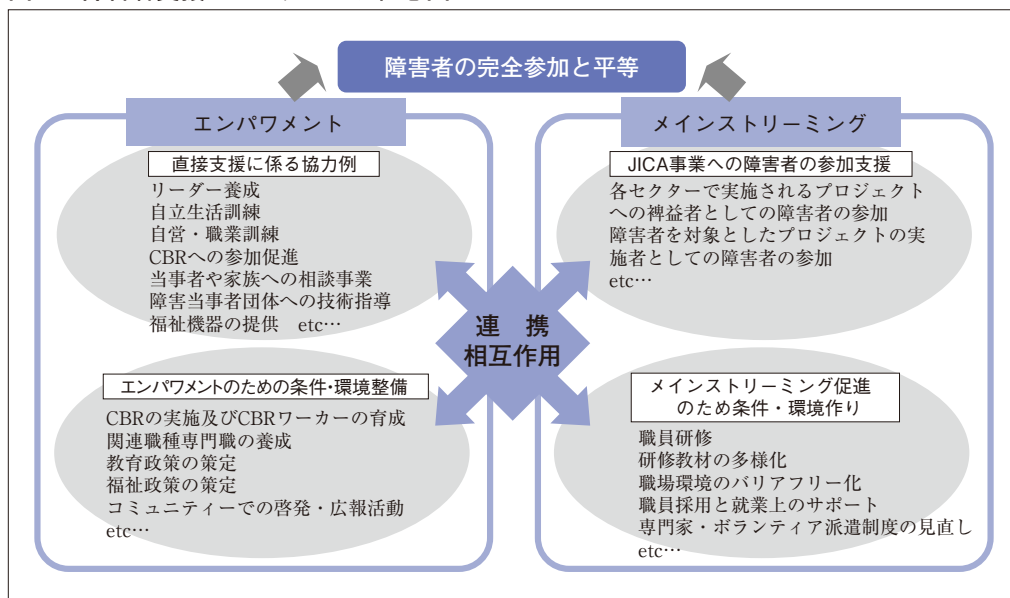 障害者の完全参加と平等
エンパワメント
直接支援に係る協力例
リーダー養成
自立生活訓練
自営・職業訓練
CBRへの参加促進
当事者や家族への相談事業
障害当事者団体への技術指導
福祉機器の提供　etc…
エンパワメントのための条件・環境整備
CBRの実施及びCBRワーカーの育成
関連職種専門職の養成
教育政策の策定
福祉政策の策定
コミュニティーでの啓発・広報活動
etc…
連　携
相互作用
メインストリーミング
JICA事業への障害者の参加支援
各セクターで実施されるプロジェクト
への裨益者としての障害者の参加
障害者を対象としたプロジェクトの実
施者としての障害者の参加
etc…
メインストリーミング促進
のため条件・環境作り
職員研修
研修教材の多様化
職場環境のバリアフリー化
職員採用と就業上のサポート
専門家・ボランティア派遣制度の見直し
etc…